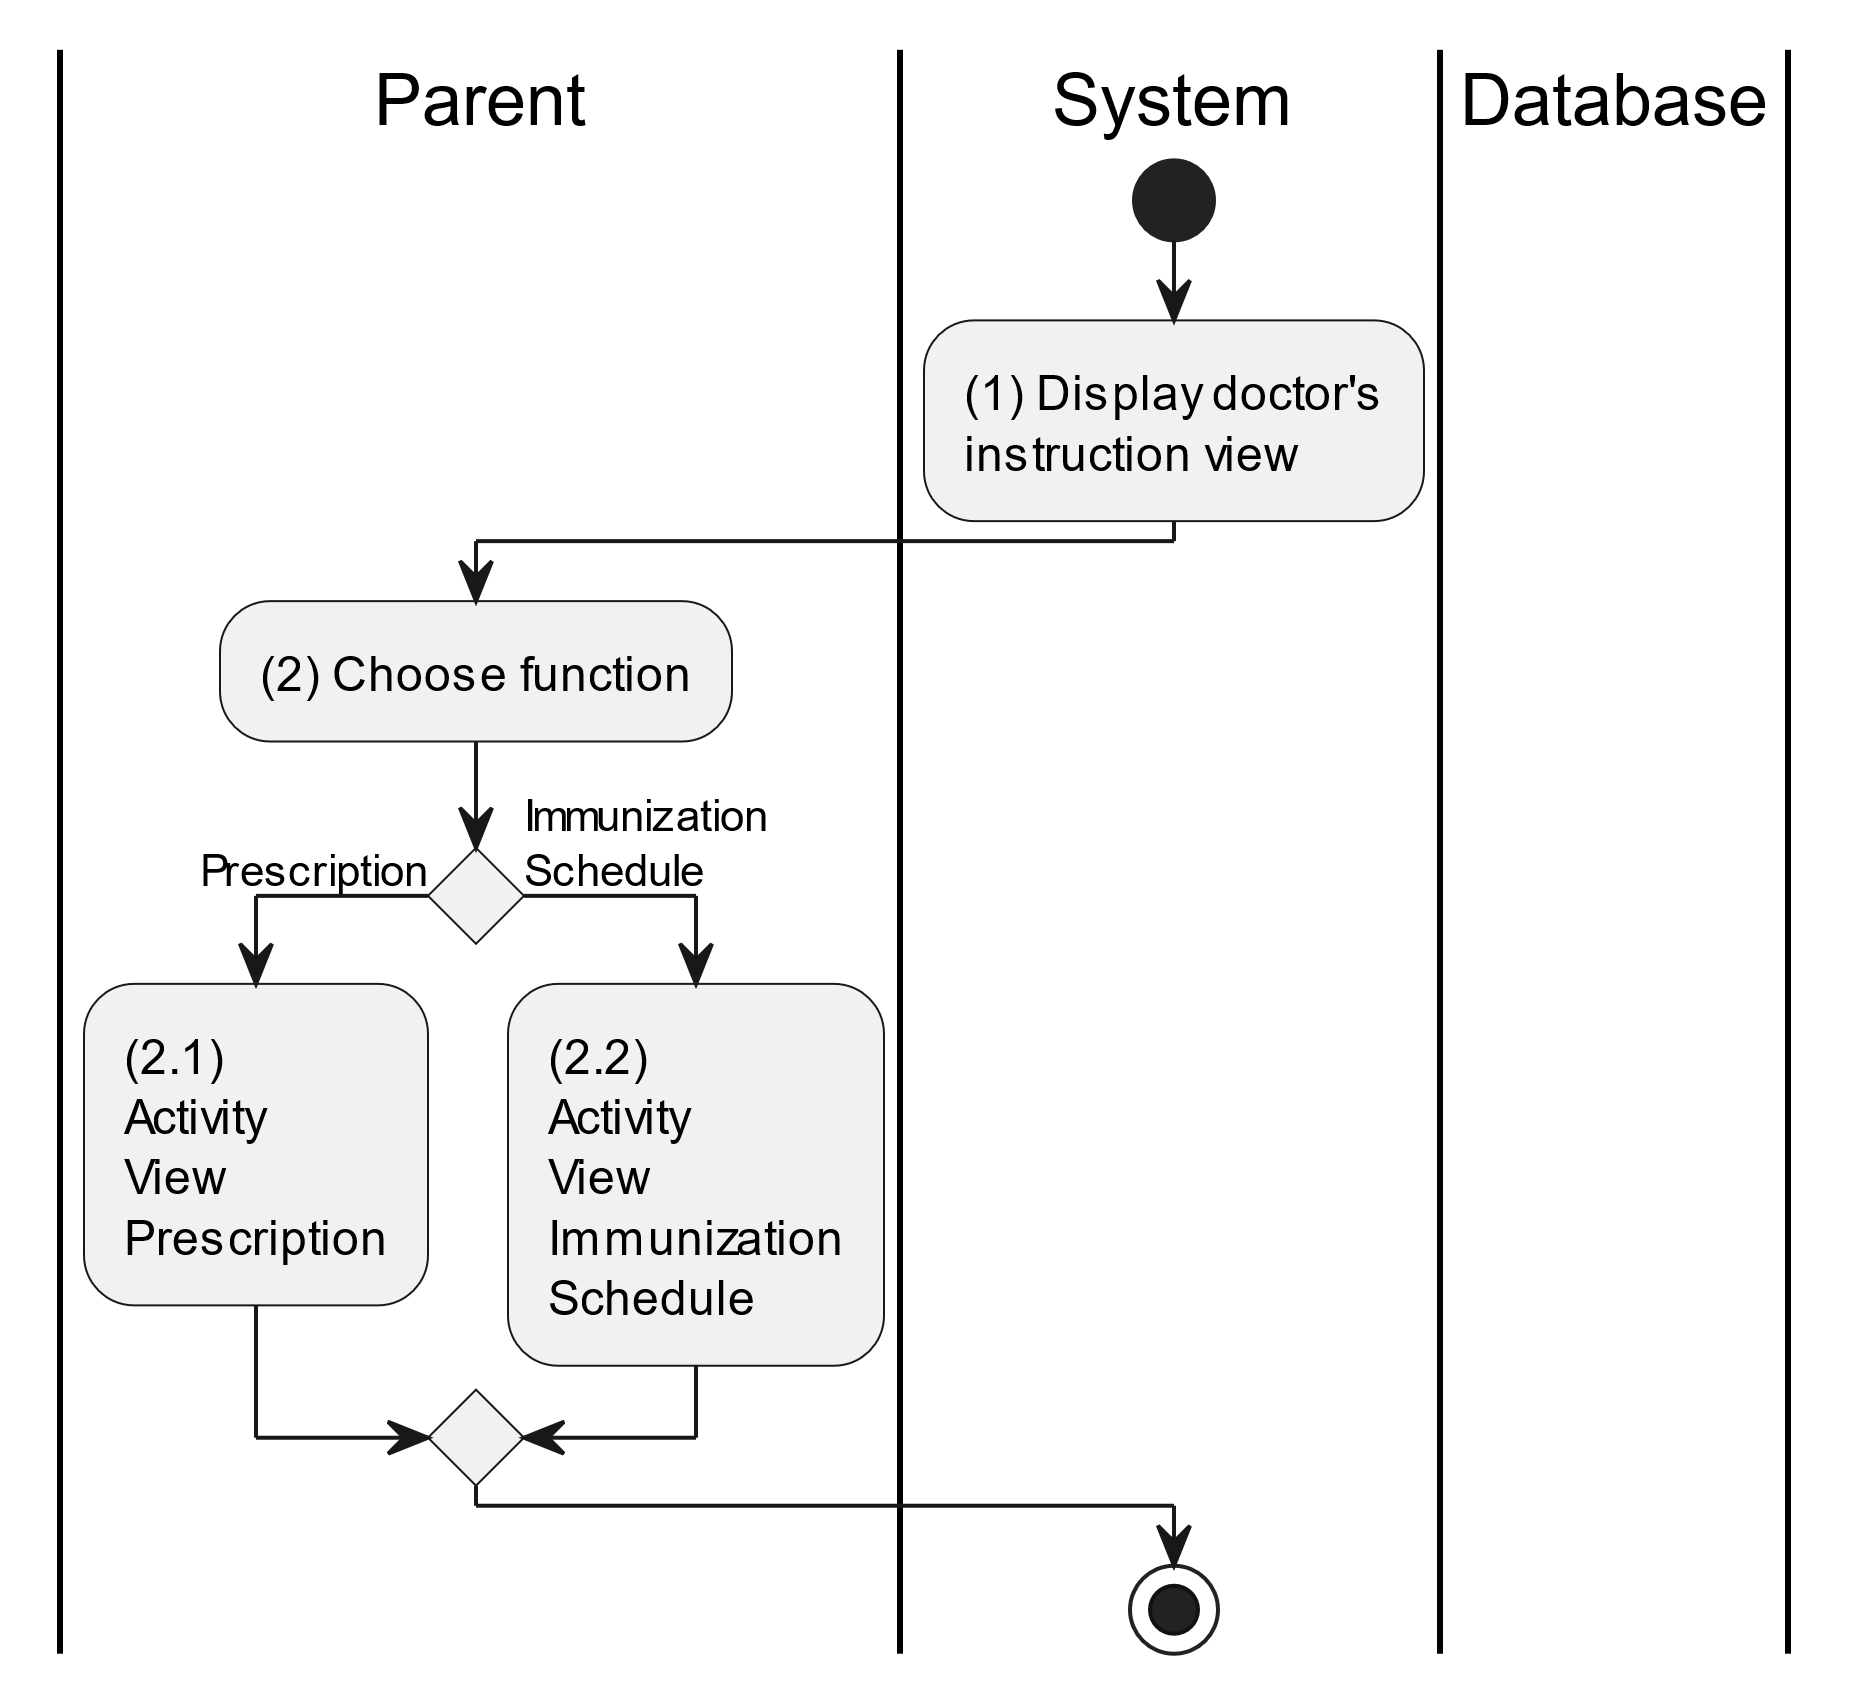 Parent
System
Database
(1) Display doctor's
instruction view
(2) Choose function
Prescription
Immunization
Schedule
(2.1)
Activity
View
Prescription
(2.2)
Activity
View
Immunization
Schedule